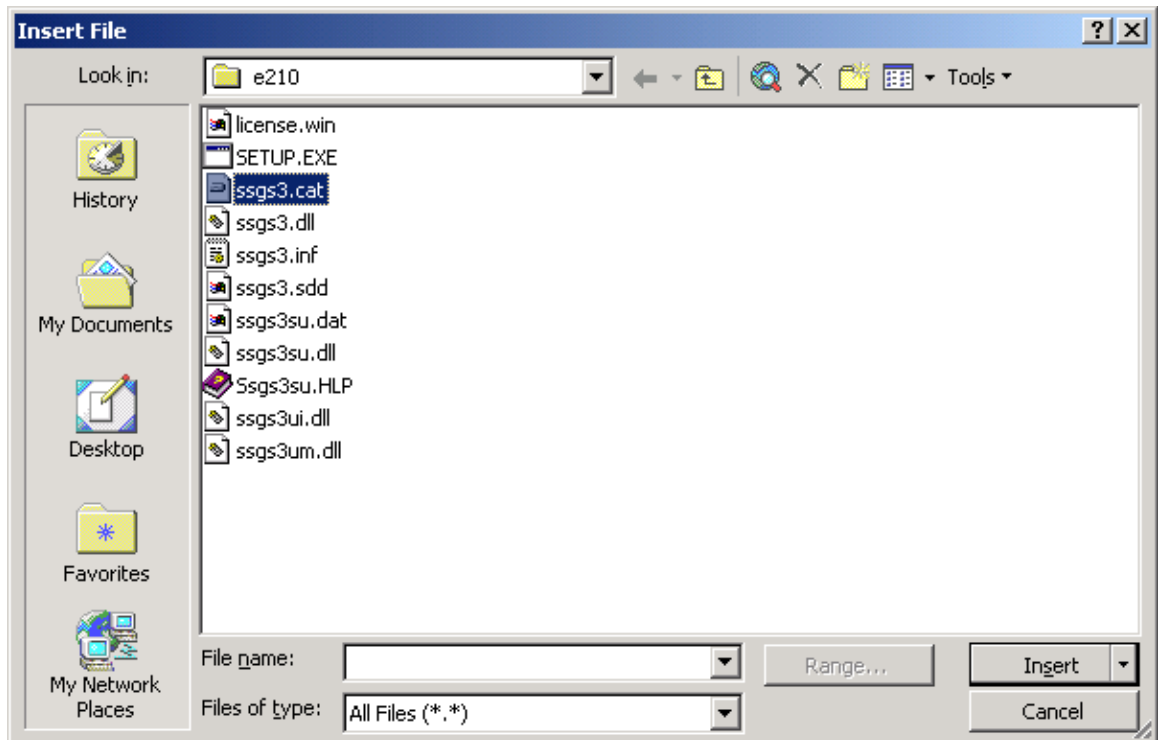 Insert File
Look in:
e210
Tools
History
My Documents
Desktop
Favorites
My Network
Places
license.win
SETUP.EXE
ssgs3.cat
ssgs3.dll
ssgs3.inf
ssgs3.sdd
ssgs3su.dat
ssgs3su.dll
Ssgs3su.HLP
ssgs3ui.dll
ssgs3um.dll
File name:
Range...
Insert
Files of type:
All Files (*.*)
Cancel